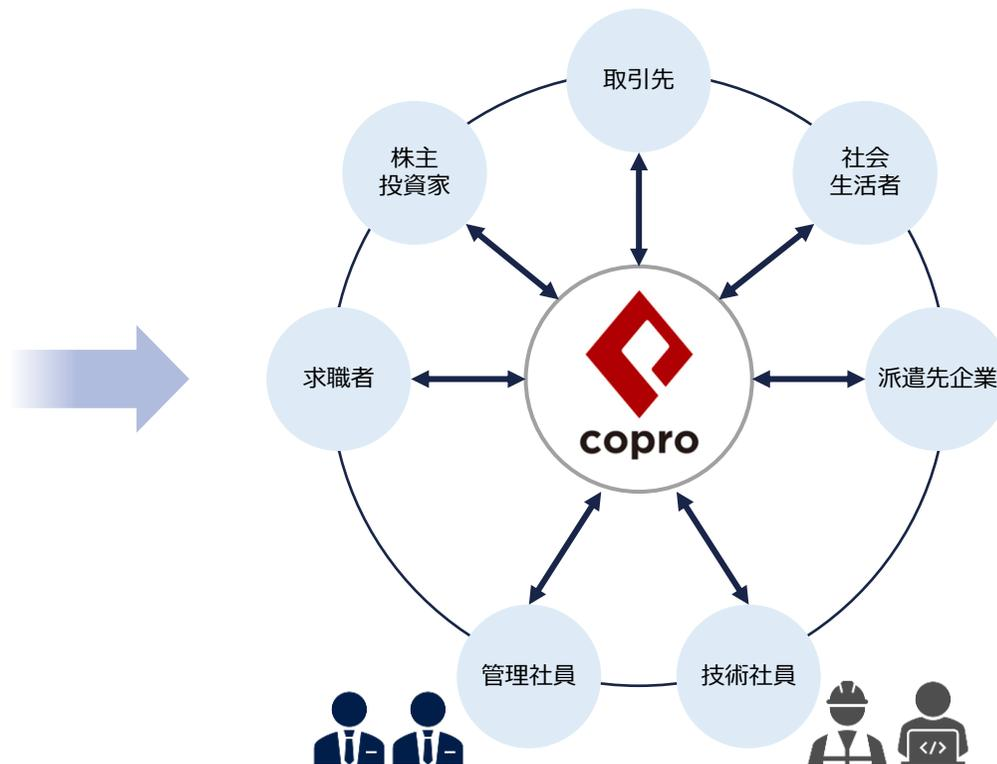 取引先
株主
投資家
社会
生活者
求職者
copro
派遣先企業
管理社員
技術社員
</>